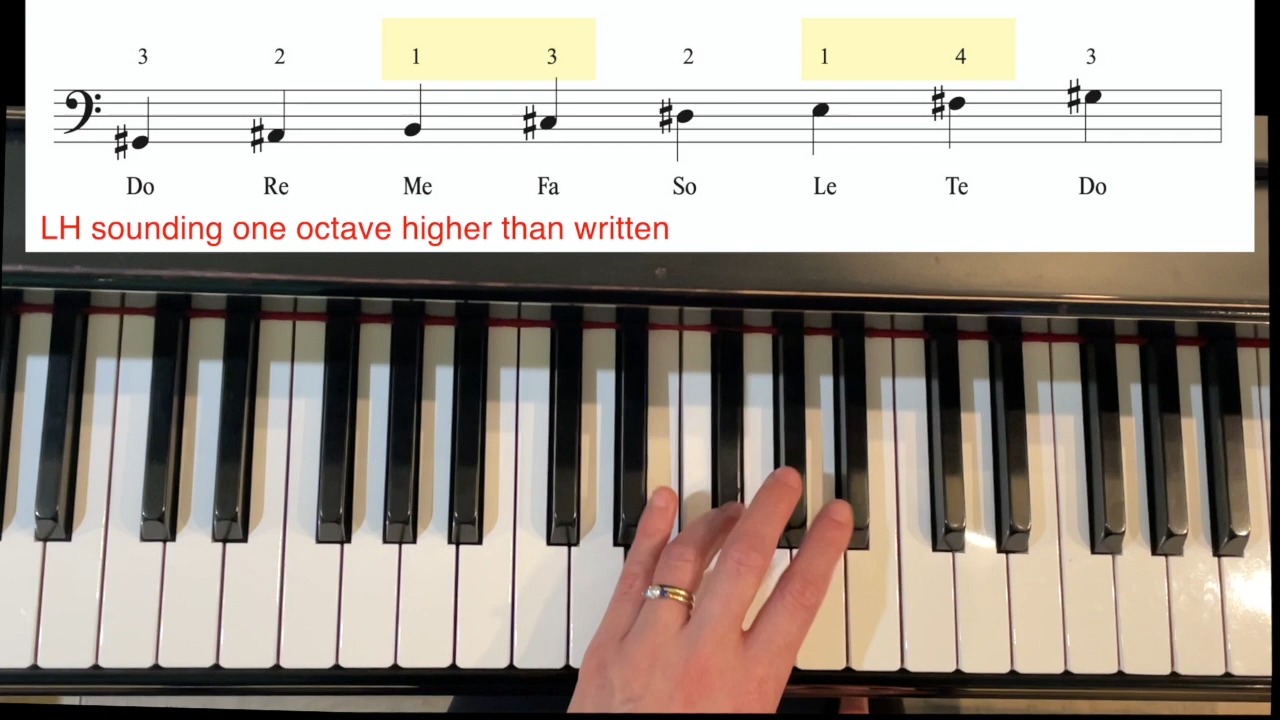 3 2 1 3 2 1 4 3
Do Re Me Fa So Le Te Do
LH sounding one octave higher than written